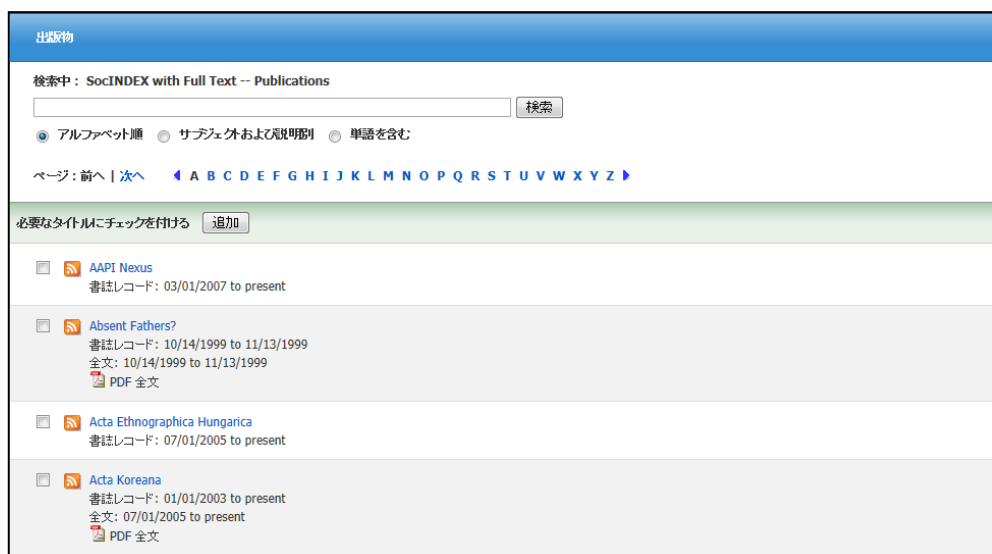 出版物
検索中： SocINDEX with Full Text -- Publications
検索
アルファベット順 サブジェクトおよび説明別 単語を含む
ページ : 前へ | 次へ A B C D E F G H I J K L M N O P Q R S T U V W X Y Z
必要なタイトルにチェックを付ける 追加
AAPI Nexus
書誌レコード: 03/01/2007 to present
Absent Fathers?
書誌レコード: 10/14/1999 to 11/13/1999
全文: 10/14/1999 to 11/13/1999
PDF 全文
Acta Ethnographica Hungarica
書誌レコード: 07/01/2005 to present
Acta Koreana
書誌レコード: 01/01/2003 to present
全文: 07/01/2005 to present
PDF 全文